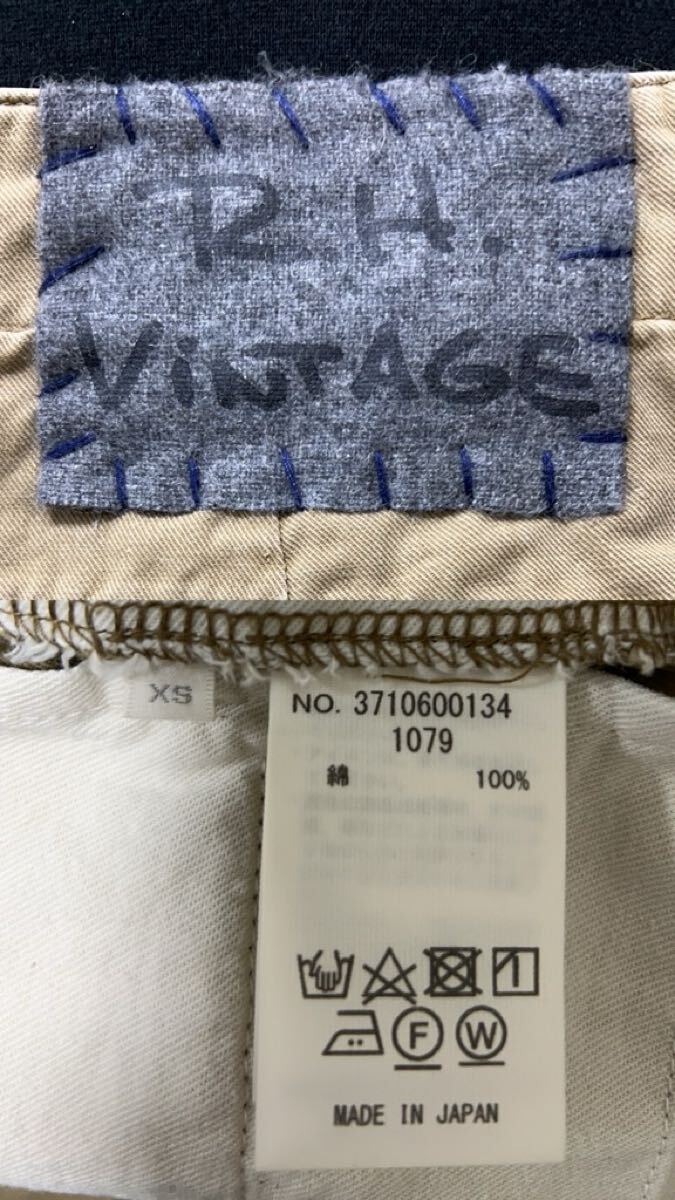 R.H.
ViNTAGE
XS
NO. 3710600134
1079
綿 100%
F W
MADE IN JAPAN